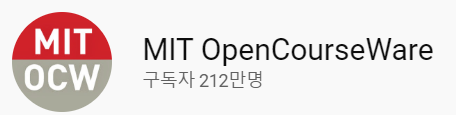 MIT
OCW
MIT OpenCourseWare
구독자 212만명